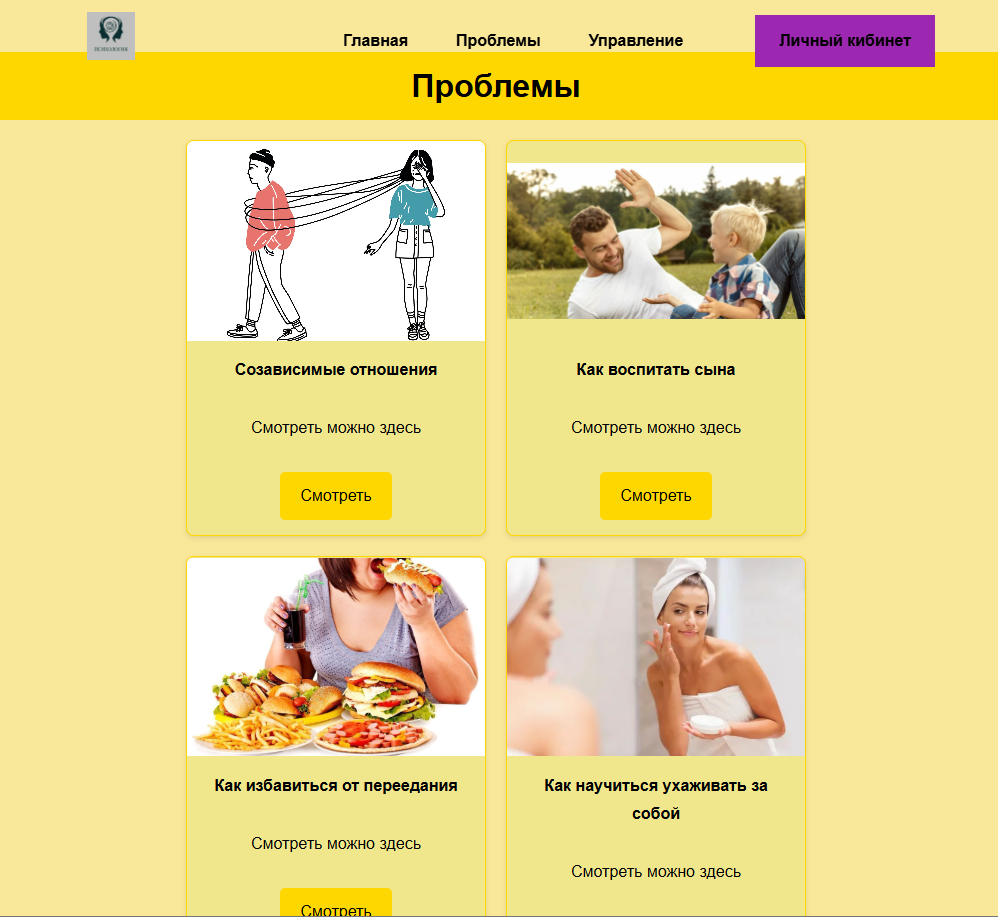 ПСИХОЛОГИЯ
Главная Проблемы Управление Личный кибинет
Проблемы
Созависимые отношения
Смотреть можно здесь
Смотреть
Как воспитать сына
Смотреть можно здесь
Смотреть
Как избавиться от переедания
Смотреть можно здесь
Смотреть
Как научиться ухаживать за
собой
Смотреть можно здесь